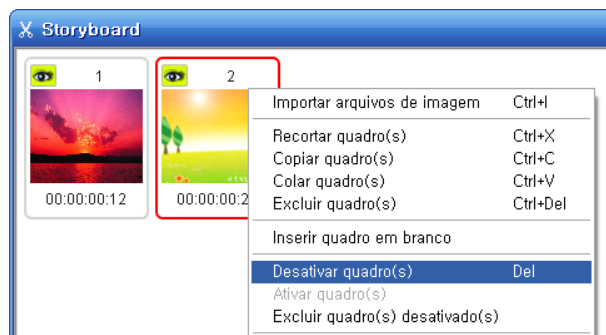 Storyboard
1
2
00:00:00:12
00:00:00:2
Importar arquivos de imagem Ctrl+I
Recortar quadro(s) Ctrl+X
Copiar quadro(s) Ctrl+C
Colar quadro(s) Ctrl+V
Excluir quadro(s) Ctrl+Del
Inserir quadro em branco
Desativar quadro(s) Del
Ativar quadro(s)
Excluir quadro(s) desativado(s)